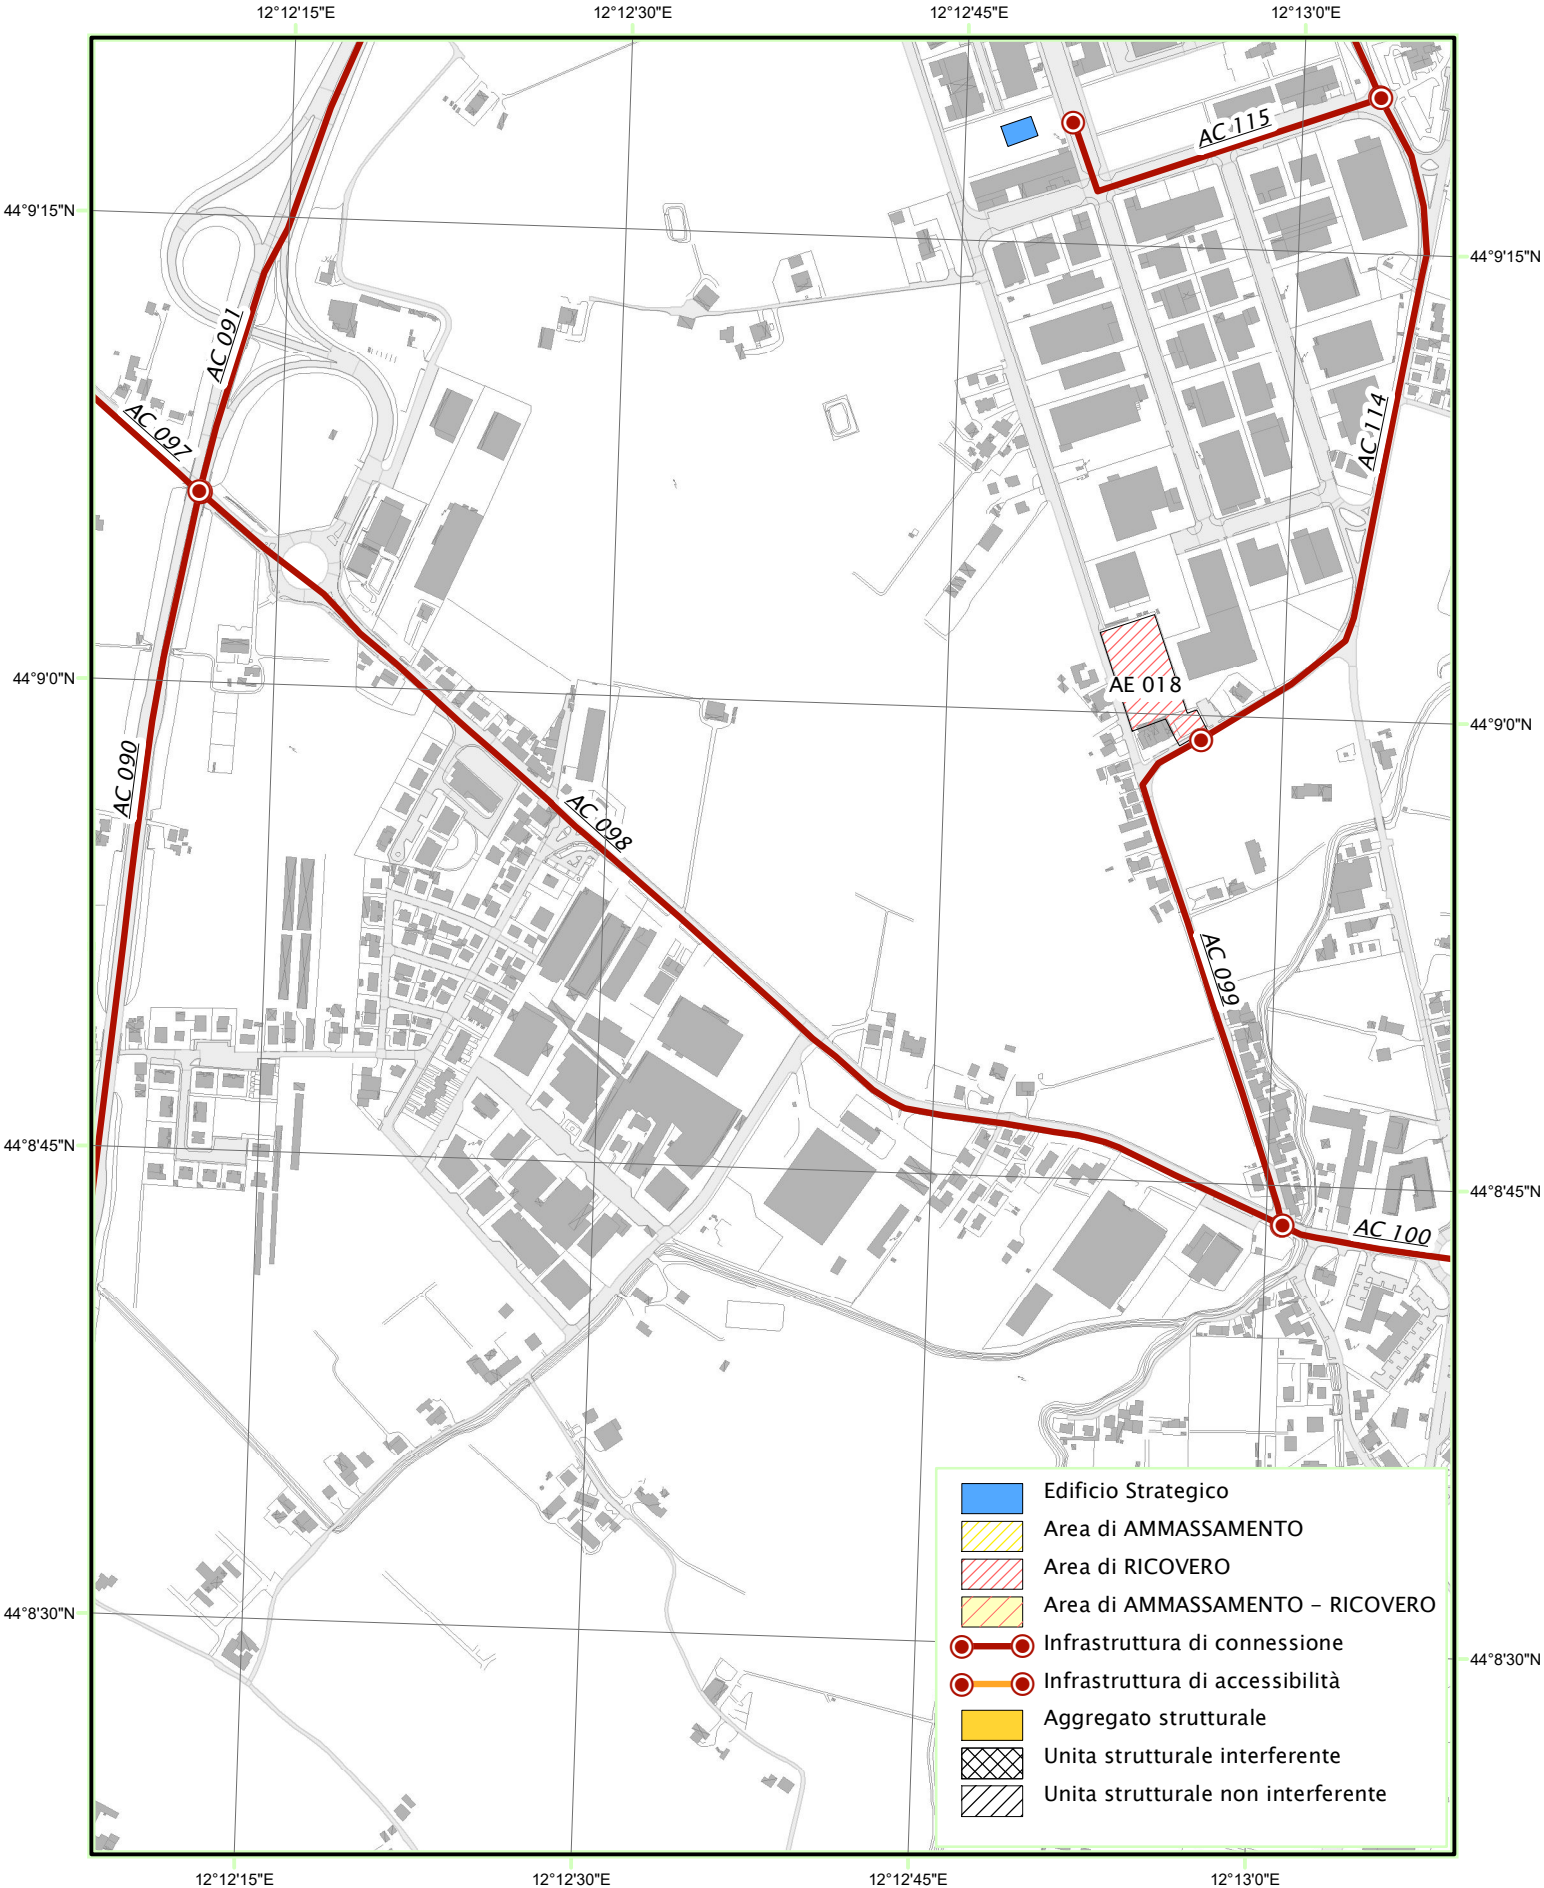 12°12'15"E
12°12'30"E
12°12'45"E
12°13'0"E
AC 115
44°9'15"N
44°9'15"N
AC 091
AC 097
AC 114
44°9'0"N
AE 018
44°9'0"N
AC 090
AC 098
AC 099
44°8'45"N
44°8'45"N
AC 100
Edificio Strategico
Area di AMMASSAMENTO
Area di RICOVERO
Area di AMMASSAMENTO - RICOVERO
44°8'30"N
Infrastruttura di connessione
44°8'30"N
Infrastruttura di accessibilità
Aggregato strutturale
Unita strutturale interferente
Unita strutturale non interferente
12°12'15"E
12°12'30"E
12°12'45"E
12°13'0"E